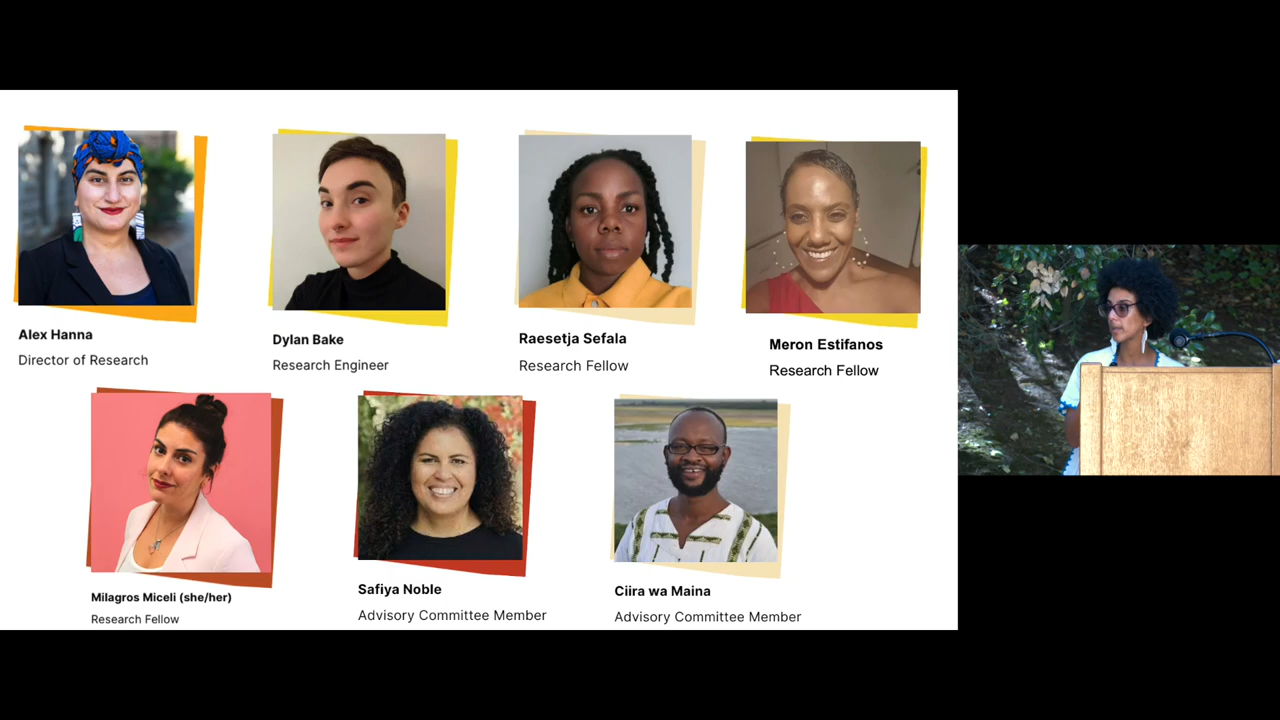 Alex Hanna
Director of Research
Dylan Bake
Research Engineer
Raesetja Sefala
Research Fellow
Meron Estifanos
Research Fellow
Milagros Miceli (she/her)
Research Fellow
Safiya Noble
Advisory Committee Member
Ciira wa Maina
Advisory Committee Member